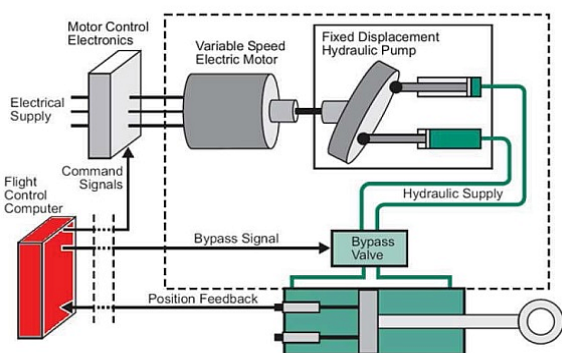 Motor Control
Electronics
Variable Speed
Electric Motor
Fixed Displacement
Hydraulic Pump
Electrical
Supply
Command
Signals
Flight
Control
Computer
Hydraulic Supply
Bypass Signal
Bypass
Valve
Position Feedback